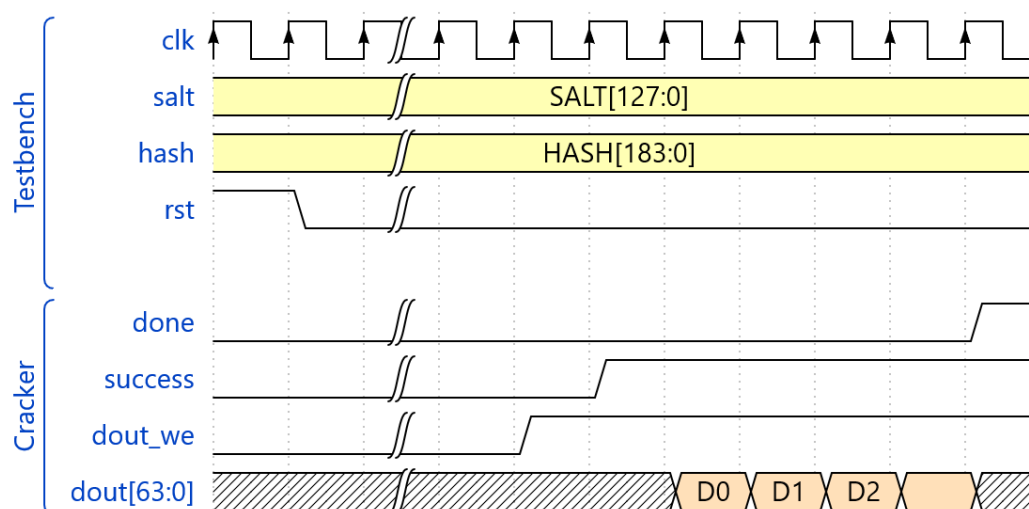 Testbench
clk
salt SALT[127:0]
hash HASH[183:0]
rst
Cracker
done
success
dout_we
dout[63:0] D0 D1 D2